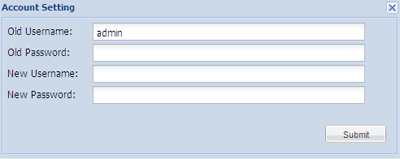 Account Setting
Old Username: admin
Old Password:
New Username:
New Password:
Submit